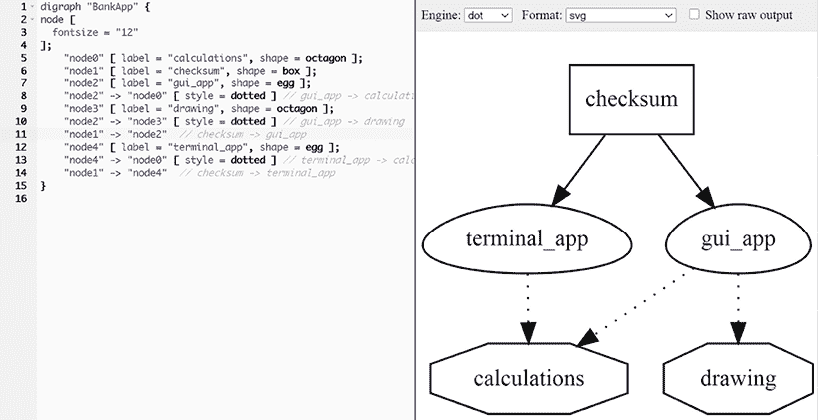 1 digraph "BankApp" {
2 node [
3 fontsize = "12"
4 ];
5 "node0" [ label = "calculations", shape = octagon ];
6 "node1" [ label = "checksum", shape = box ];
7 "node2" [ label = "gui_app", shape = egg ];
8 "node2" -> "node0" [ style = dotted ] // gui_app -> calculati
9 "node3" [ label = "drawing", shape = octagon ];
10 "node2" -> "node3" [ style = dotted ] // gui_app -> drawing
11 "node1" -> "node2" // checksum -> gui_app
12 "node4" [ label = "terminal_app", shape = egg ];
13 "node4" -> "node0" [ style = dotted ] // terminal_app -> calc
14 "node1" -> "node4" // checksum -> terminal_app
15 }
16
Engine: dot Format: svg Show raw output
checksum
terminal_app gui_app
calculations drawing